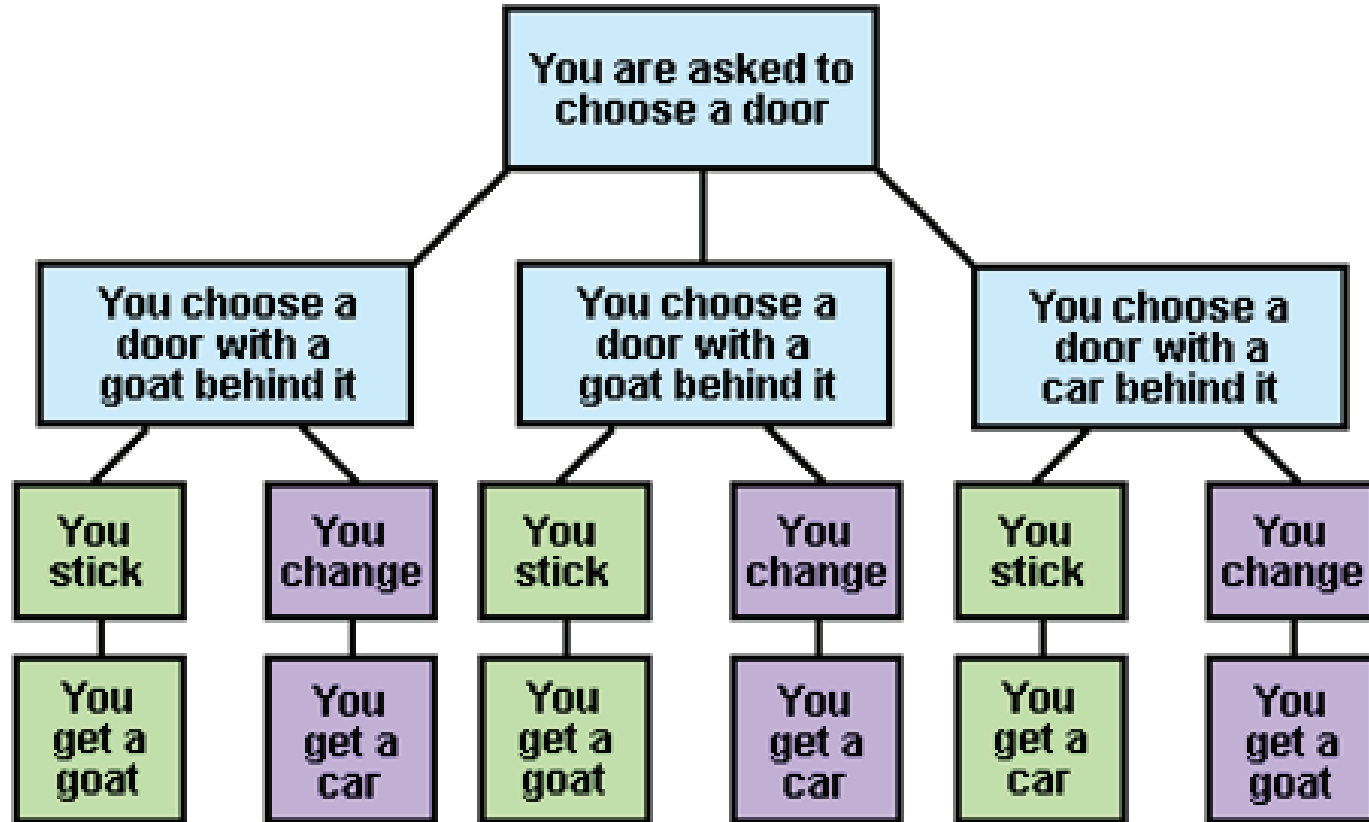 You are asked to
choose a door
You choose a
door with a
goat behind it
You choose a
door with a
goat behind it
You choose a
door with a
car behind it
You
stick
You
change
You
stick
You
change
You
stick
You
change
You
get a
goat
You
get a
car
You
get a
goat
You
get a
car
You
get a
car
You
get a
goat